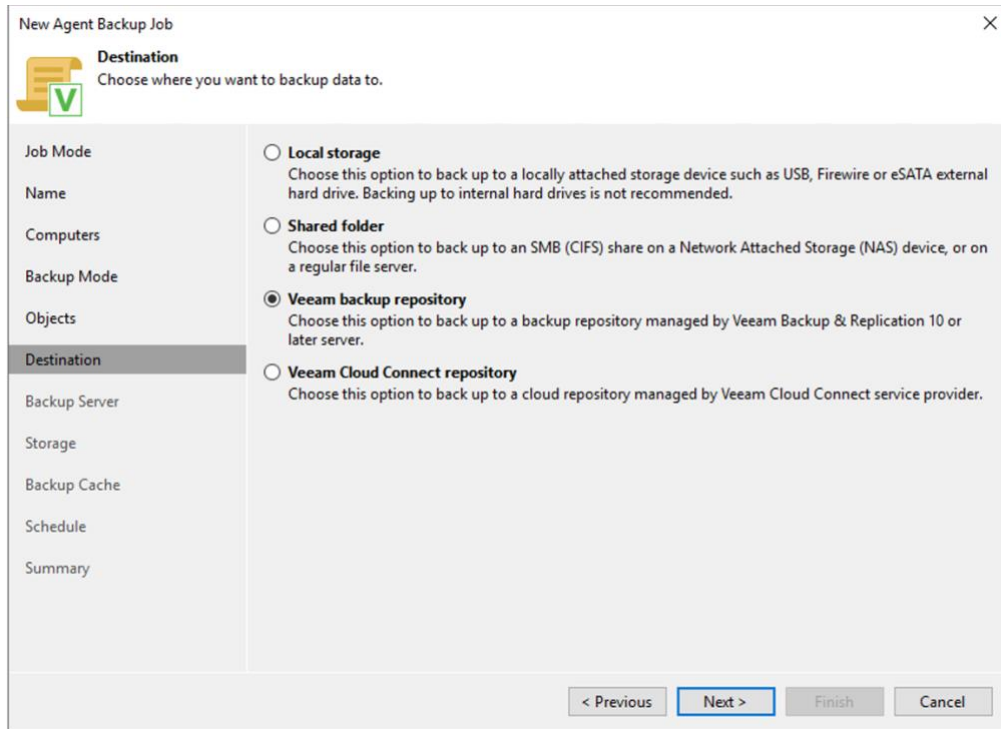 New Agent Backup Job
Destination
Choose where you want to backup data to.
V
Job Mode
Name
Computers
Backup Mode
Objects
Destination
Backup Server
Storage
Backup Cache
Schedule
Summary
Local storage
Choose this option to back up to a locally attached storage device such as USB, Firewire or eSATA external
hard drive. Backing up to internal hard drives is not recommended.
Shared folder
Choose this option to back up to an SMB (CIFS) share on a Network Attached Storage (NAS) device, or on
a regular file server.
Veeam backup repository
Choose this option to back up to a backup repository managed by Veeam Backup & Replication 10 or
later server.
Veeam Cloud Connect repository
Choose this option to back up to a cloud repository managed by Veeam Cloud Connect service provider.
< Previous
Next >
Finish
Cancel